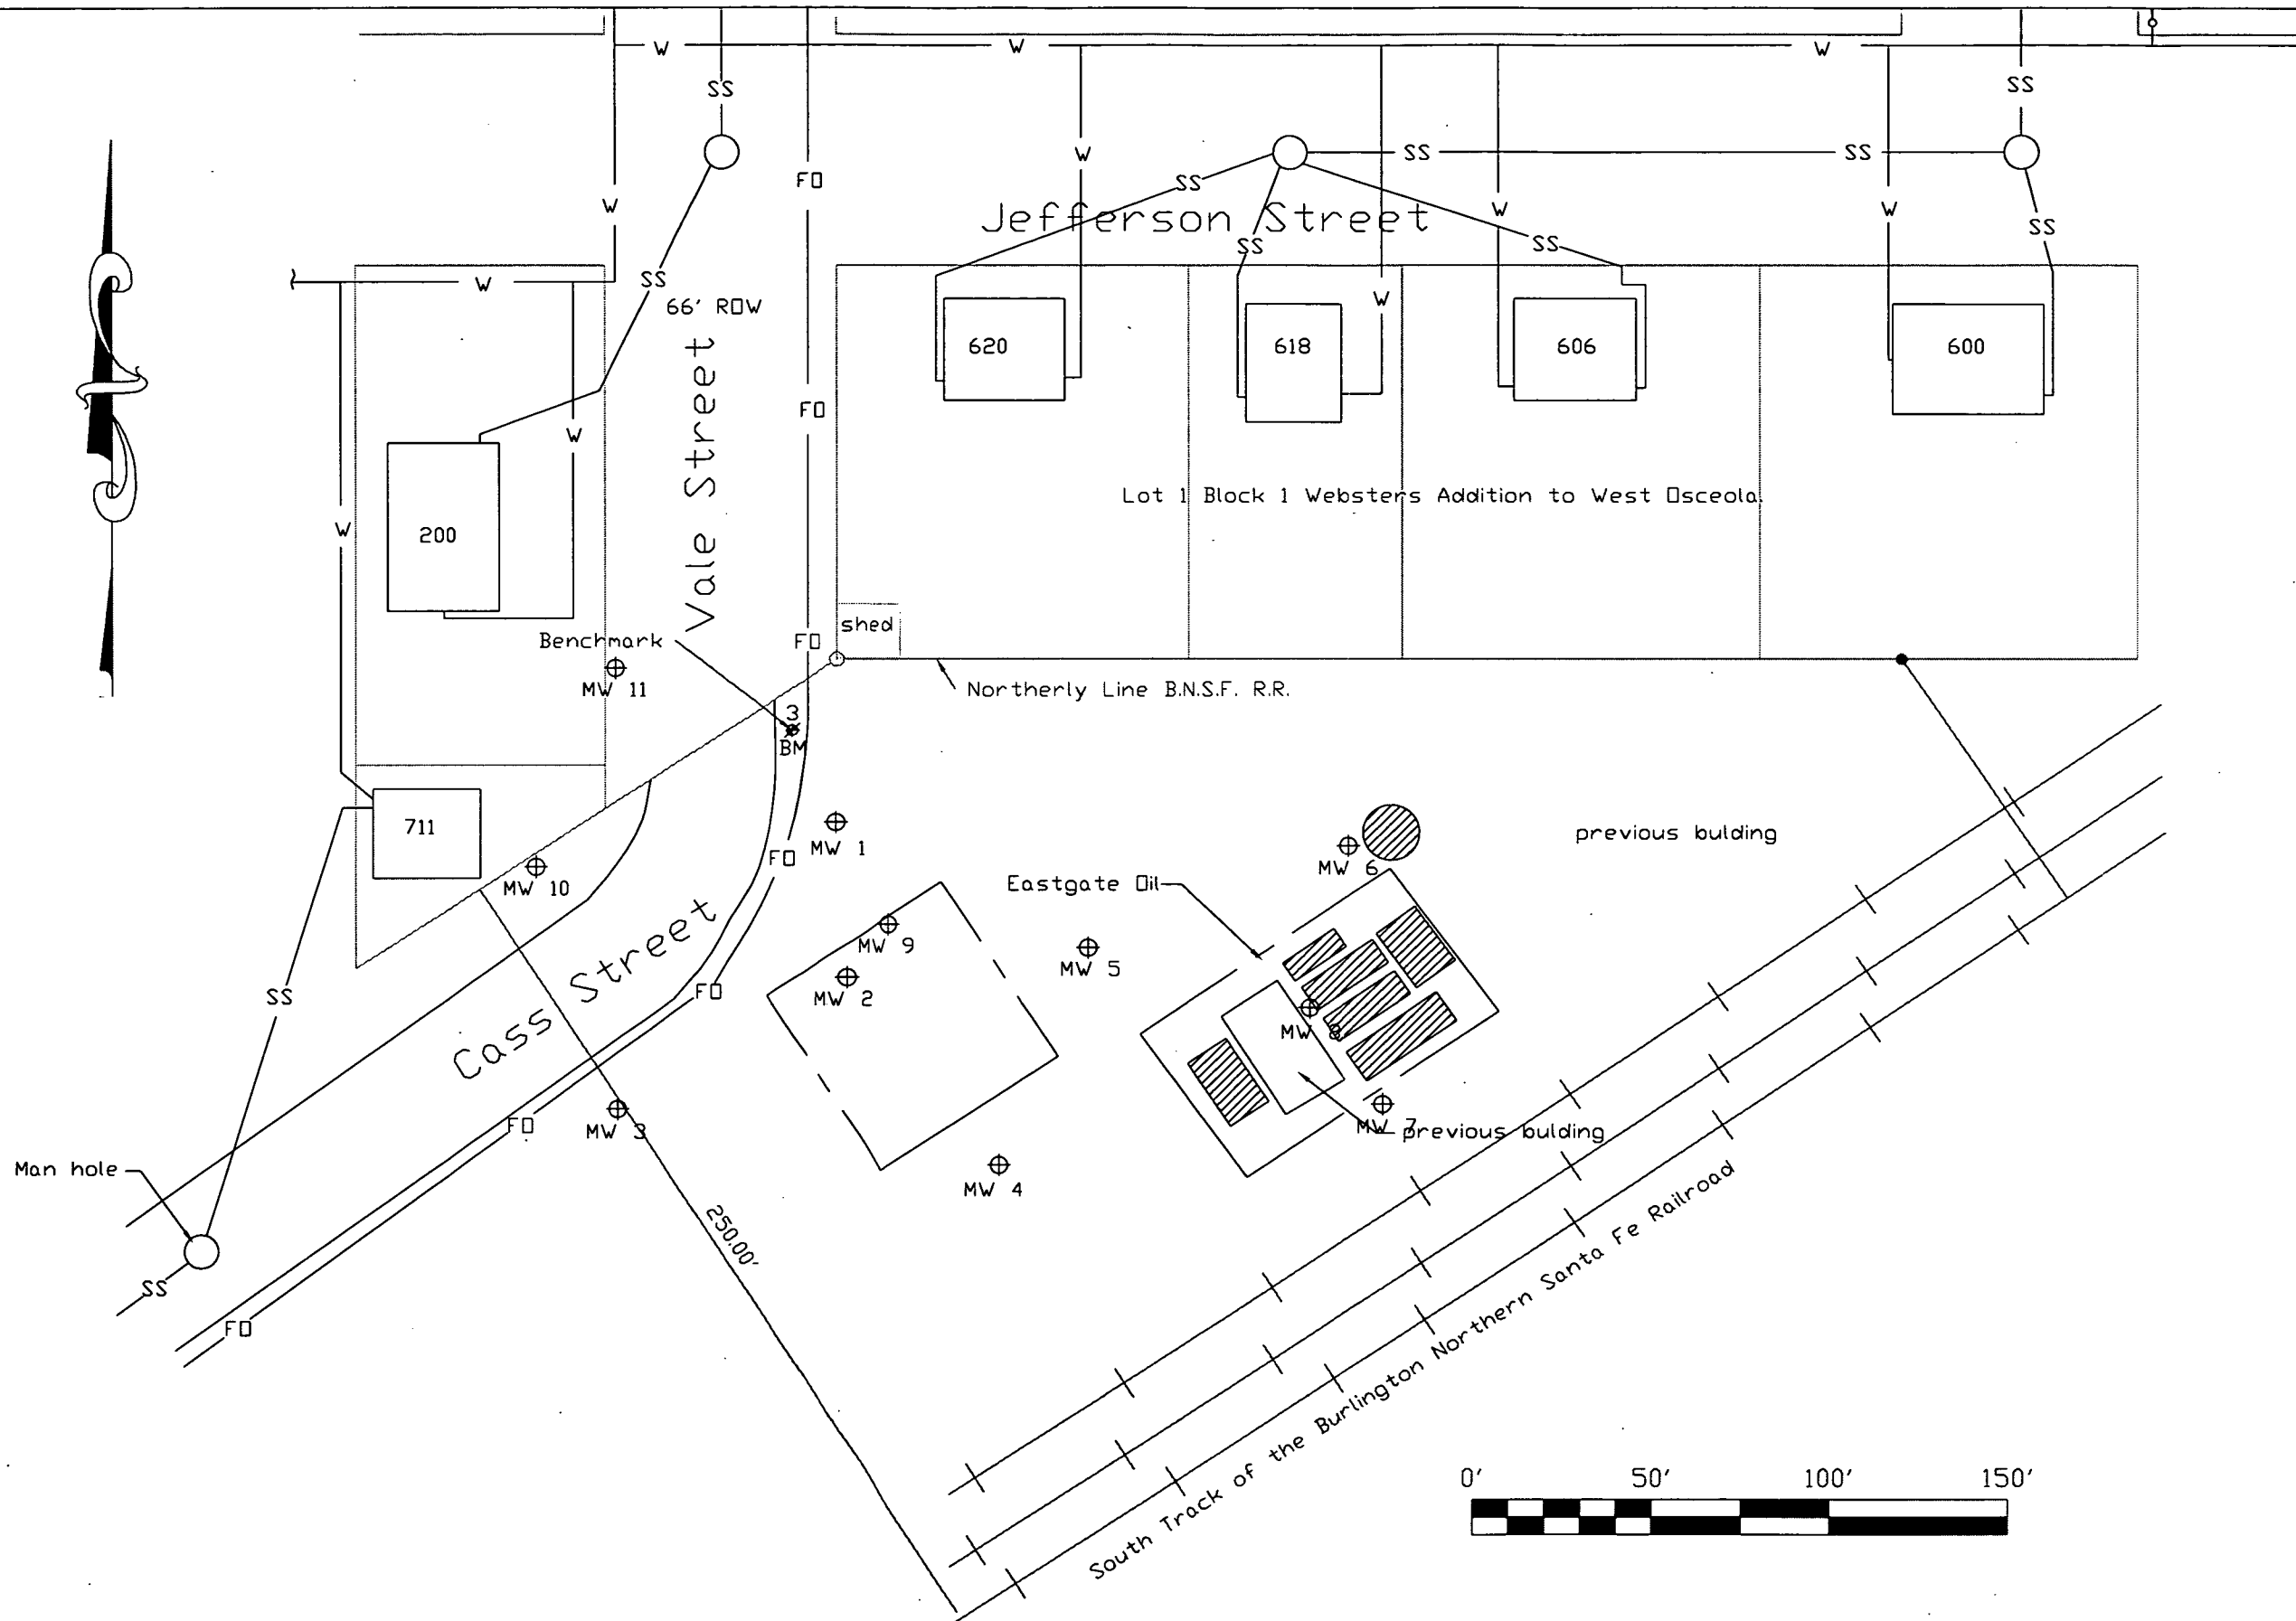 W W W
SS SS
W SS SS
FO SS
W W W
Jefferson Street
SS SS SS
SS
W
66' ROW W
Vale Street
620 618 606 600
FO
W
Lot 1 Block 1 Websters Addition to West Osceola
W
200
shed
Benchmark FO
MW 11 Northerly Line B.N.S.F. R.R.
3
BM
711
MW 1
previous bulding
FO
MW 6
Eastgate Oil
MW 10
Cass Street
MW 9
MW 5
MW 2
SS FO
MW 8
FO
MW 3
MW 7 previous bulding
Man hole
MW 4
250.00'
SS
FO
South Track of the Burlington Northern Santa Fe Railroad
0' 50' 100' 150'